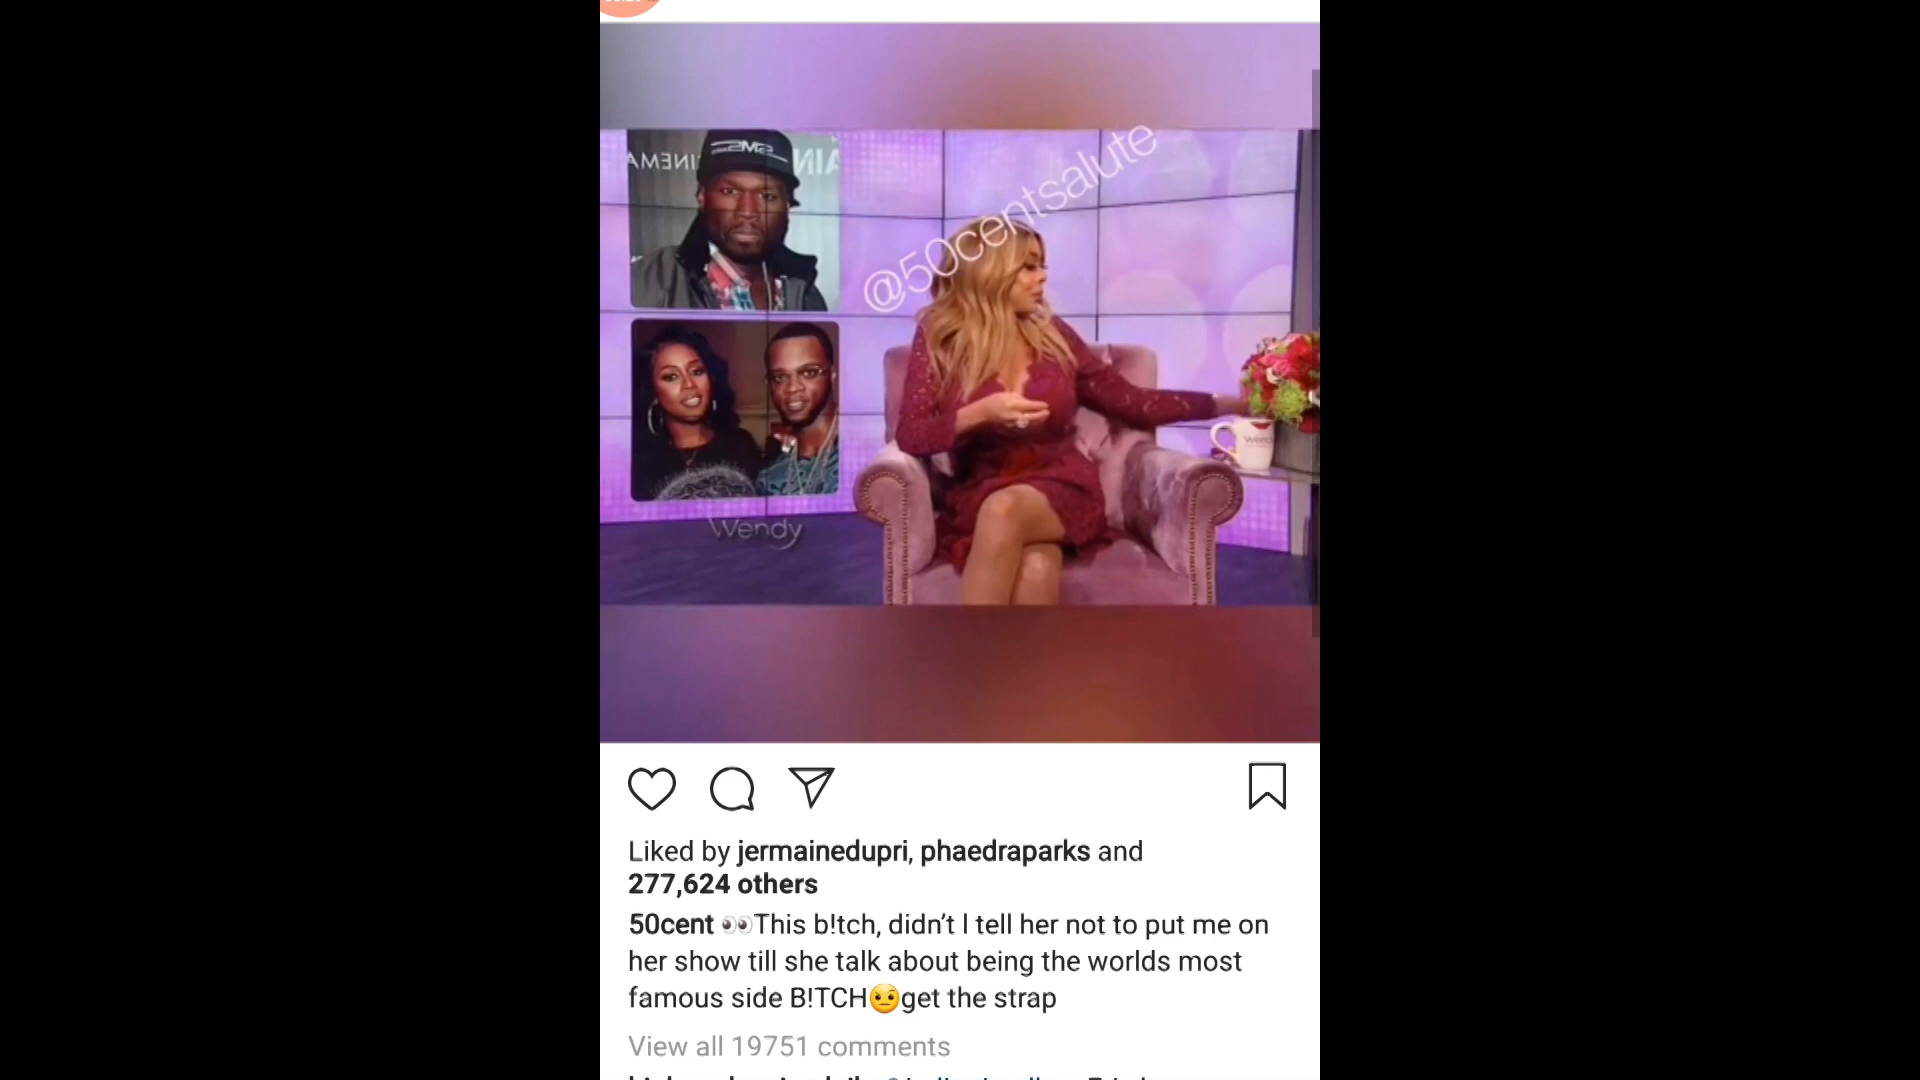 AMƎNI
SMS
MIA
@50centsalute
Wendy
Liked by jermainedupri, phaedraparks and
277,624 others
50cent 👀This b!tch, didn’t I tell her not to put me on
her show till she talk about being the worlds most
famous side B!TCH🤨get the strap
View all 19751 comments